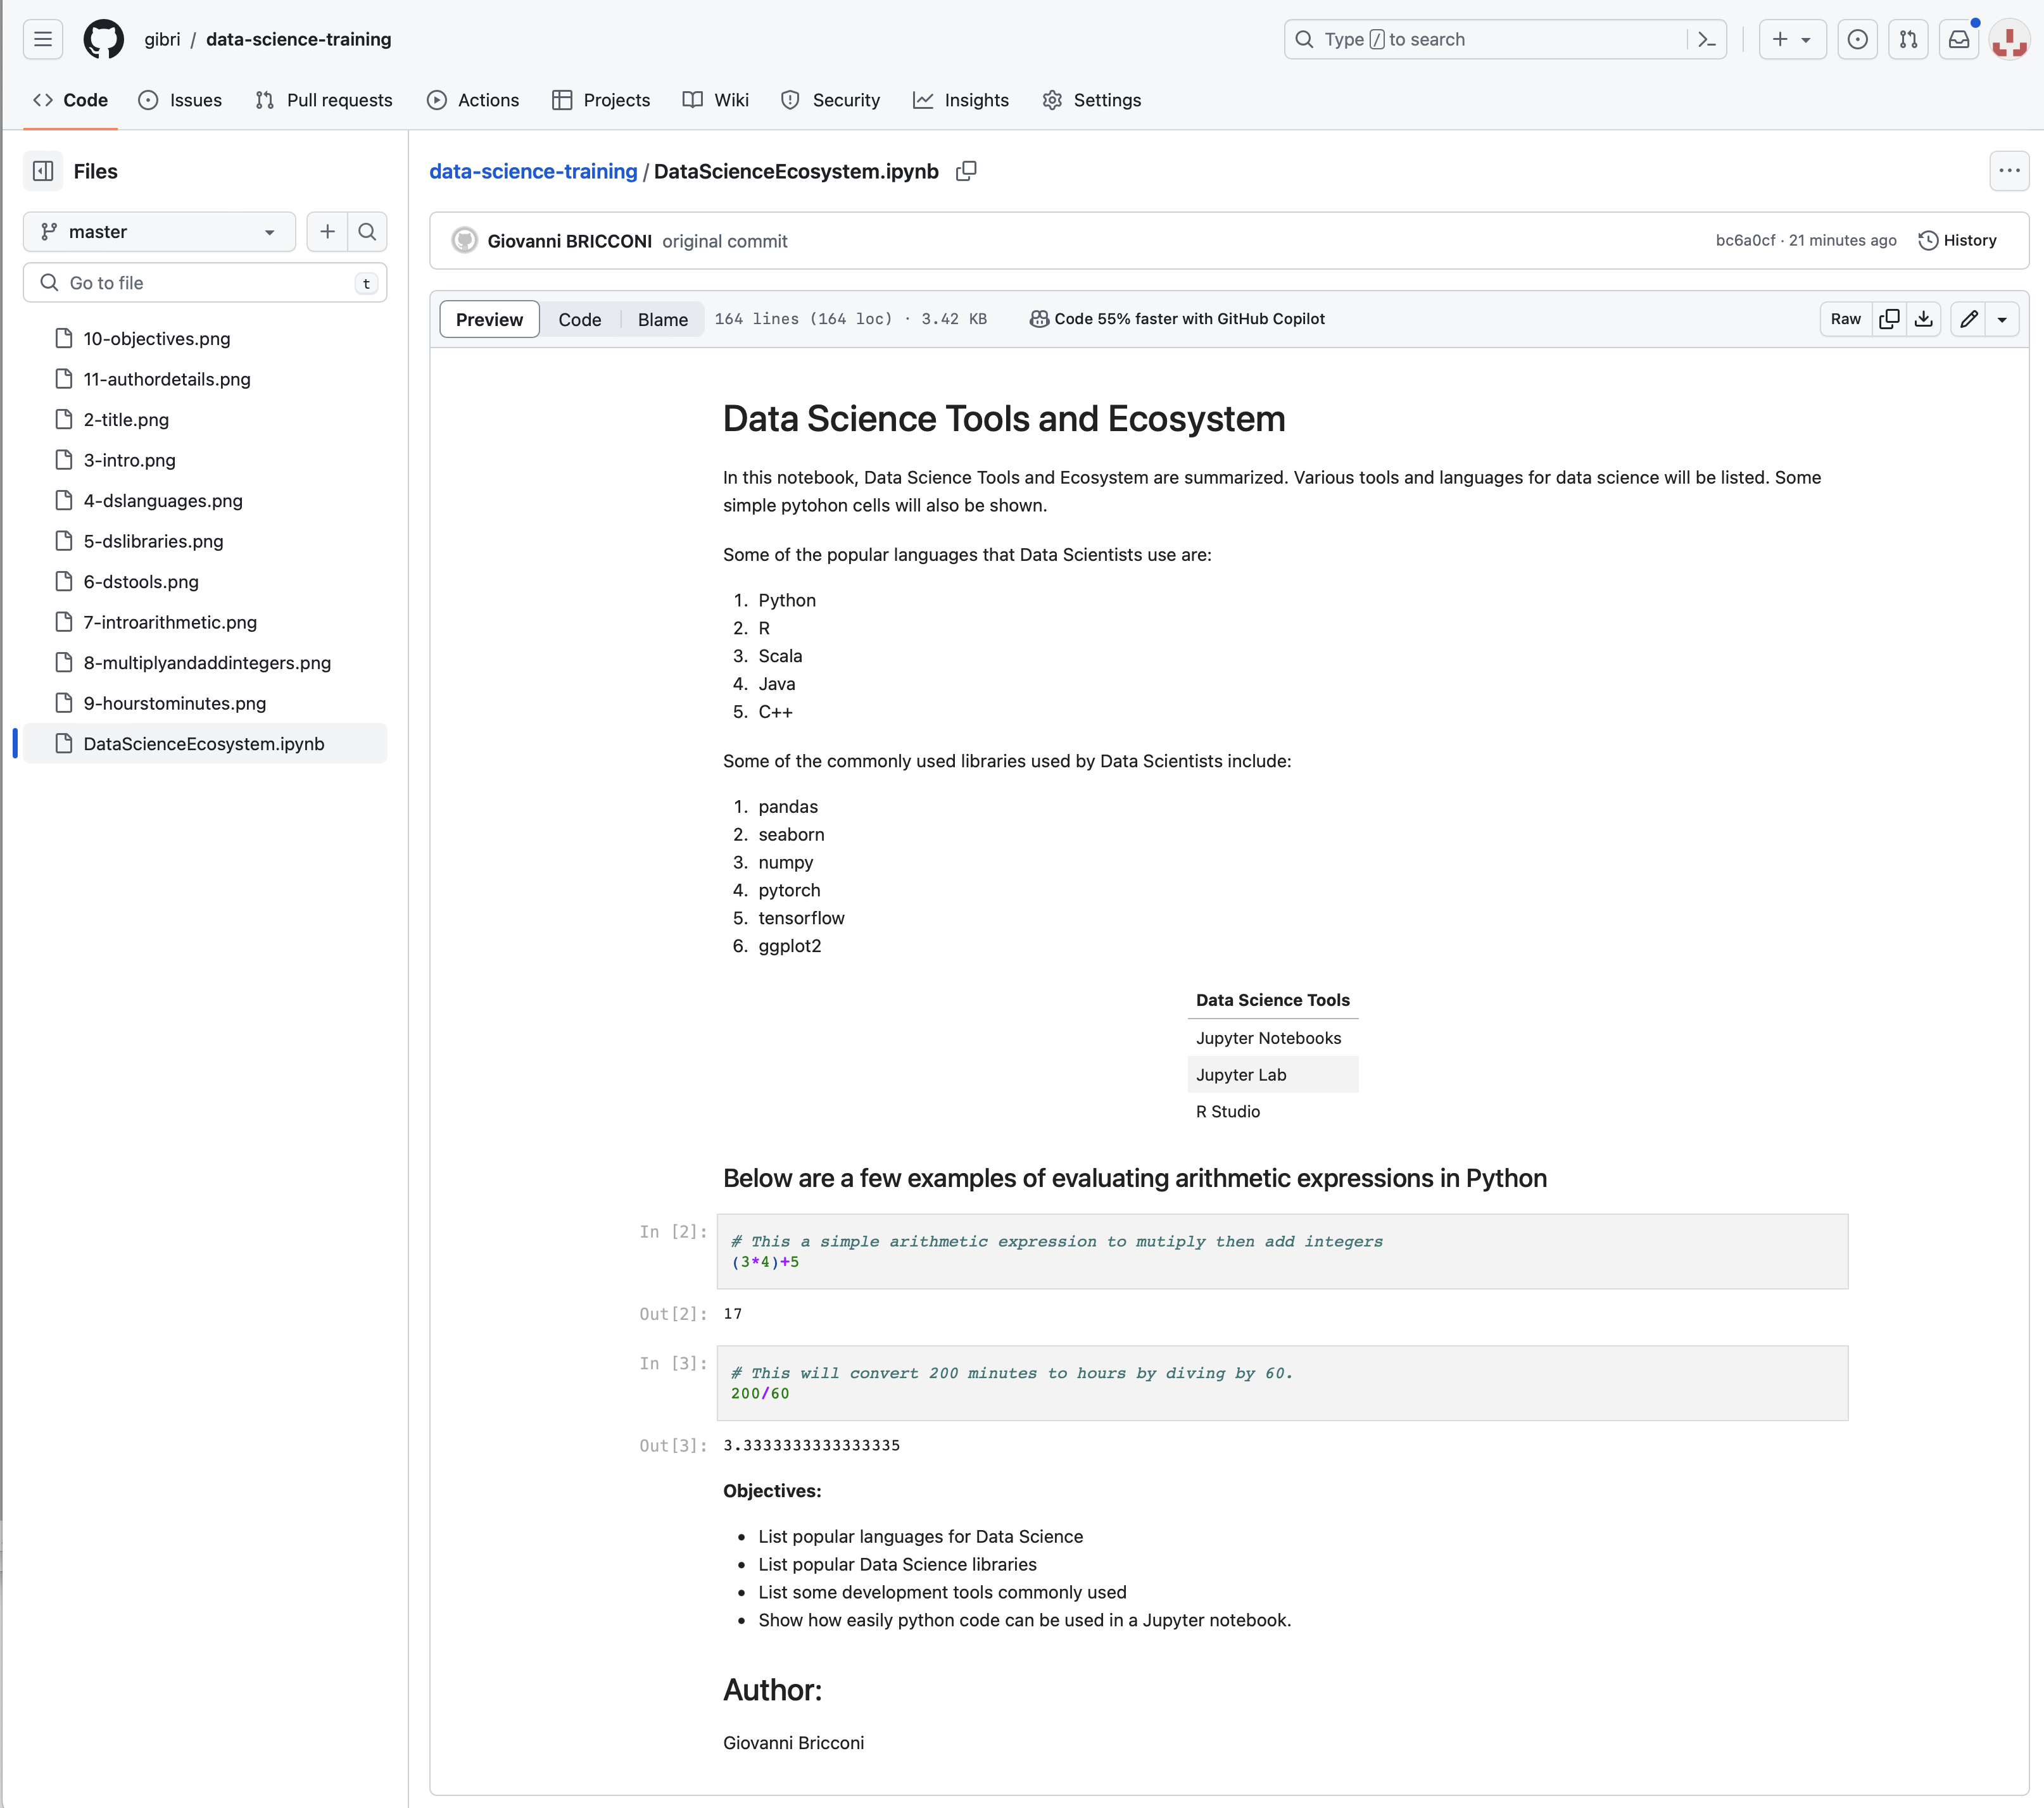 gibri / data-science-training
Type / to search
Code Issues Pull requests Actions Projects Wiki Security Insights Settings
Files
master
Go to file t
10-objectives.png
11-authordetails.png
2-title.png
3-intro.png
4-dslanguages.png
5-dslibraries.png
6-dstools.png
7-introarithmetic.png
8-multiplyandaddintegers.png
9-hourstominutes.png
DataScienceEcosystem.ipynb
data-science-training / DataScienceEcosystem.ipynb
Giovanni BRICCONI original commit
bc6a0cf · 21 minutes ago History
Preview Code Blame 164 lines (164 loc) · 3.42 KB Code 55% faster with GitHub Copilot Raw
Data Science Tools and Ecosystem
In this notebook, Data Science Tools and Ecosystem are summarized. Various tools and languages for data science will be listed. Some
simple pytohon cells will also be shown.
Some of the popular languages that Data Scientists use are:
1. Python
2. R
3. Scala
4. Java
5. C++
Some of the commonly used libraries used by Data Scientists include:
1. pandas
2. seaborn
3. numpy
4. pytorch
5. tensorflow
6. ggplot2
Data Science Tools
Jupyter Notebooks
Jupyter Lab
R Studio
Below are a few examples of evaluating arithmetic expressions in Python
In [2]:
# This a simple arithmetic expression to mutiply then add integers
(3*4)+5
Out[2]: 17
In [3]:
# This will convert 200 minutes to hours by diving by 60.
200/60
Out[3]: 3.3333333333333335
Objectives:
• List popular languages for Data Science
• List popular Data Science libraries
• List some development tools commonly used
• Show how easily python code can be used in a Jupyter notebook.
Author:
Giovanni Bricconi